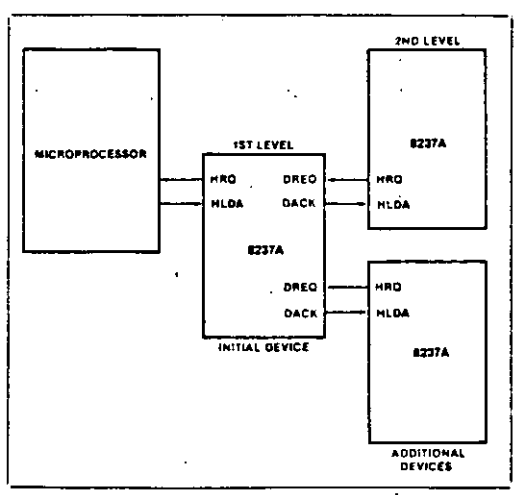 2ND LEVEL
8237A
HRQ
HLDA
MICROPROCESSOR
1ST LEVEL
HRQ
DREQ
HLDA
DACK
8237A
DREQ
DACK
INITIAL DEVICE
HRQ
HLDA
8237A
ADDITIONAL
DEVICES